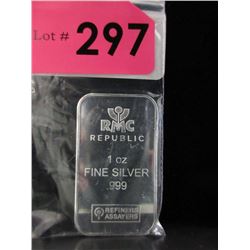 Lot # 297
RMC
REPUBLIC
1 oz
FINE SILVER
.999
REFINERS
ASSAYERS